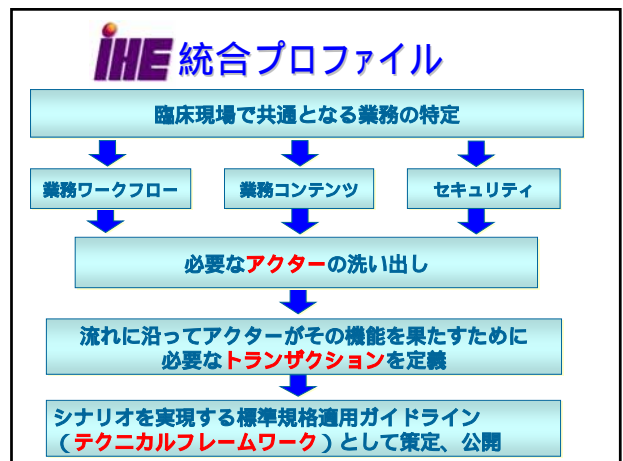 IHE 統合プロファイル
臨床現場で共通となる業務の特定
業務ワークフロー
業務コンテンツ
セキュリティ
必要なアクターの洗い出し
流れに沿ってアクターがその機能を果たすために
必要なトランザクションを定義
シナリオを実現する標準規格適用ガイドライン
（テクニカルフレームワーク）として策定、公開